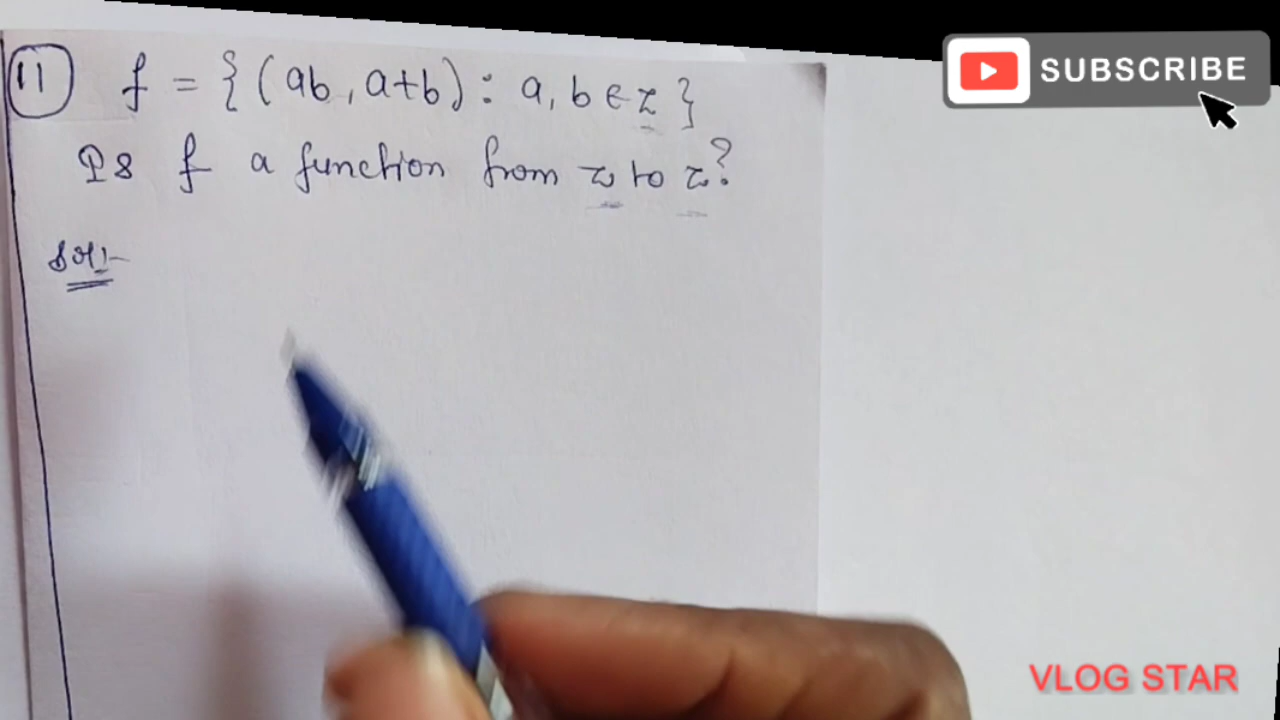 11 f = { (ab, a+b) : a, b ∈ z }
Is f a function from z to z?
Sol:-
SUBSCRIBE
VLOG STAR